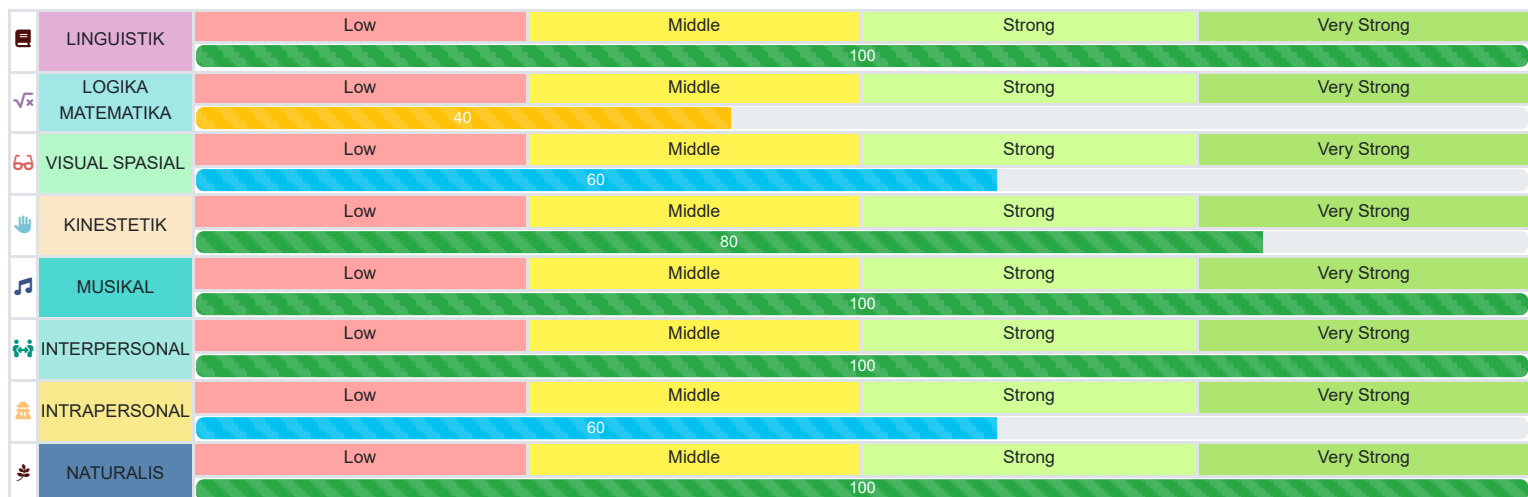 LINGUISTIK
Low Middle Strong Very Strong
100
LOGIKA
MATEMATIKA
Low Middle Strong Very Strong
40
VISUAL SPASIAL
Low Middle Strong Very Strong
60
KINESTETIK
Low Middle Strong Very Strong
80
MUSIKAL
Low Middle Strong Very Strong
100
INTERPERSONAL
Low Middle Strong Very Strong
100
INTRAPERSONAL
Low Middle Strong Very Strong
60
NATURALIS
Low Middle Strong Very Strong
100